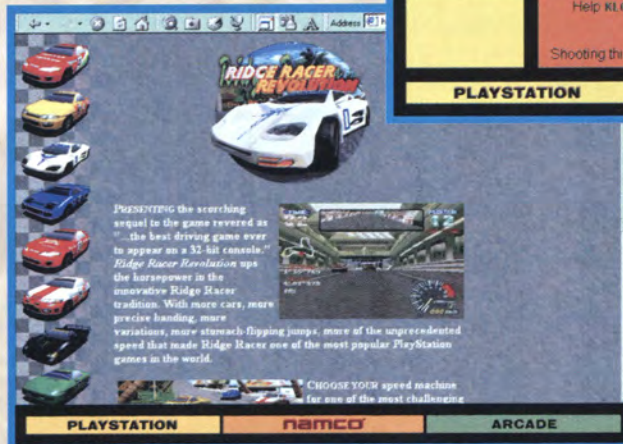 Address
Help KLO
Shooting th
PLAYSTATION
RIDGE RACER
REVOLUTION
PRESENTING the scorching
sequel to the game revered as
"...the best driving game ever
to appear on a 32-bit console."
Ridge Racer Revolution ups
the horsepower in the
innovative Ridge Racer
tradition. With more cars, more
precise handing, more
variations, more stomach-flipping jumps, more of the unprecedented
speed that made Ridge Racer one of the most popular PlayStation
games in the world.
CHOOSE YOUR speed machine
for one of the most challenging
PLAYSTATION
namco
ARCADE